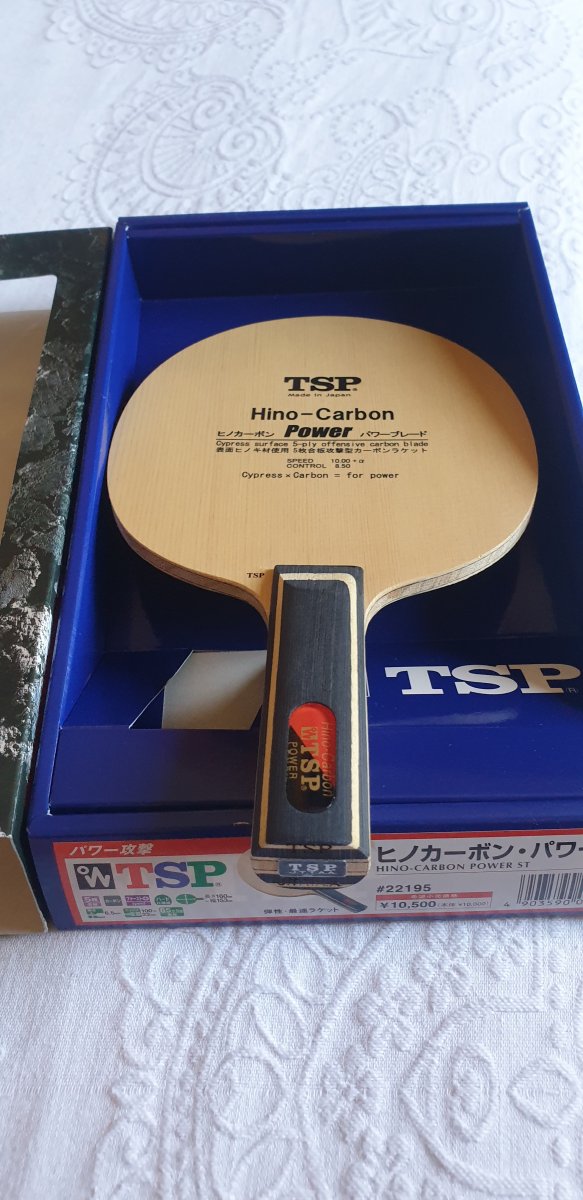 TSP®
Made in Japan
Hino-Carbon
ヒノカーボン Power パワーブレード
Cypress surface 5-ply offensive carbon blade
表面ヒノキ材使用 5枚合板攻撃型カーボンラケット
SPEED 10.00+α
CONTROL 8.50
Cypress×Carbon = for power
TSP
TSP®
Hino-Carbon
TSP
POWER
TSP
パワー攻撃
TSP®
弾性・最速ラケット
ヒノカーボン・パワー
HINO-CARBON POWER ST
#22195
¥10,500
4 903590 0